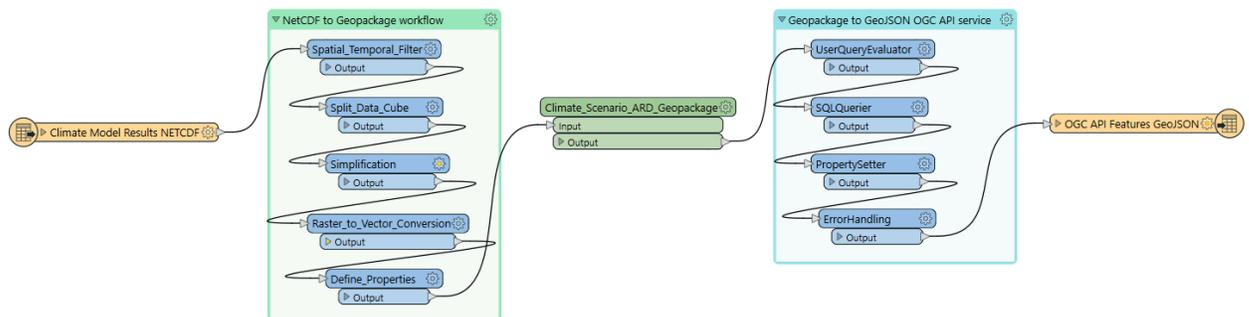 Climate Model Results NETCDF
NetCDF to Geopackage workflow
Spatial_Temporal_Filter
Output
Split_Data_Cube
Output
Simplification
Output
Raster_to_Vector_Conversion
Output
Define_Properties
Output
Climate_Scenario_ARD_Geopackage
Input
Output
Geopackage to GeoJSON OGC API service
UserQueryEvaluator
Output
SQLQuerier
Output
PropertySetter
Output
ErrorHandling
Output
OGC API Features GeoJSON